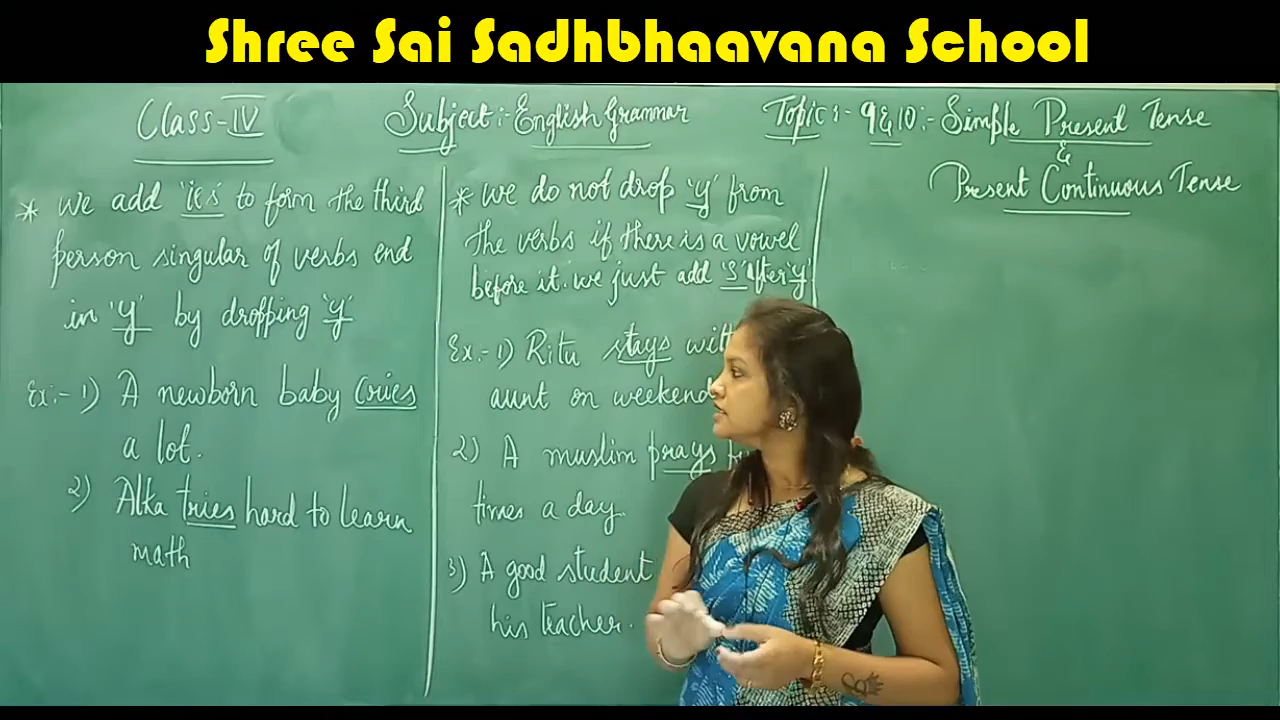 Shree Sai Sadhbhaavana School
Class-IV
Subject:- English Grammar
Topic:- 9 & 10:- Simple Present Tense
&
Present Continuous Tense
* we add 'ies' to form the third
person singular of verbs end
in 'y' by dropping 'y'
Ex:- 1) A newborn baby cries
a lot.
2) Alka tries hard to learn
math
* we do not drop 'y' from
the verbs if there is a vowel
before it. we just add 's' after 'y'
Ex.- 1) Ritu stays
aunt on weekend
2) A muslim prays
times a day.
3) A good student
his teacher.